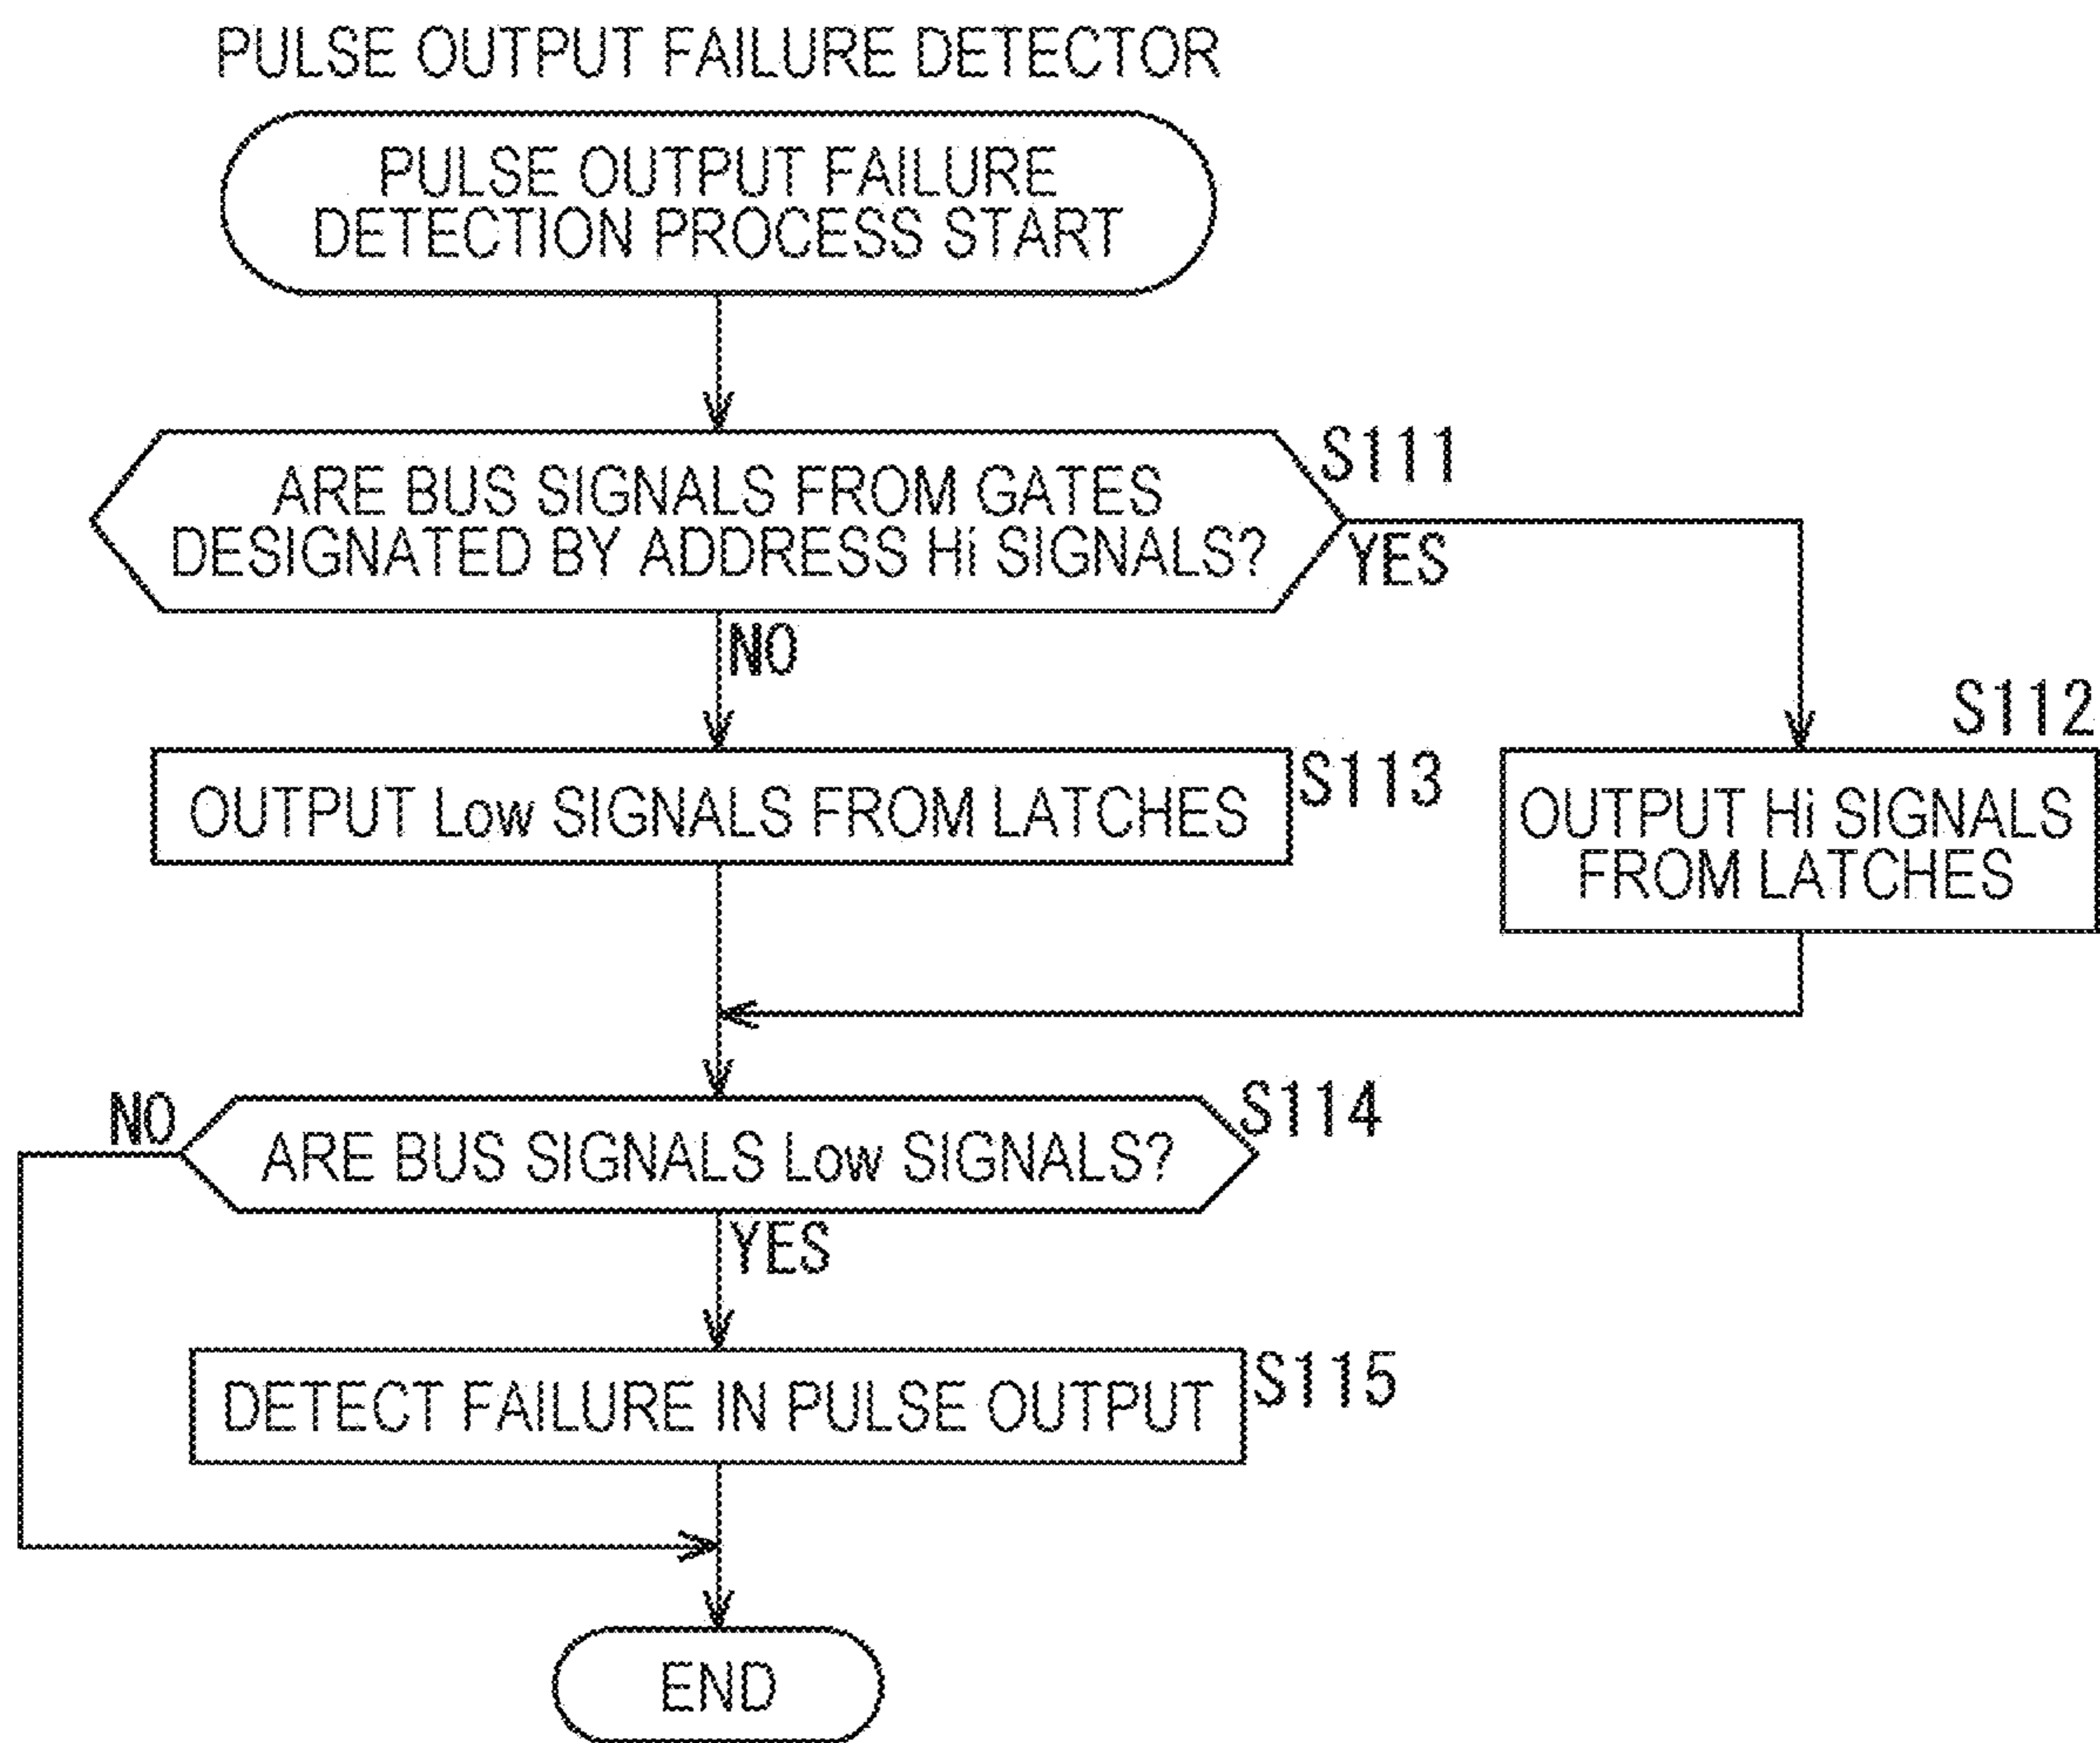 PULSE OUTPUT FAILURE DETECTOR
PULSE OUTPUT FAILURE
DETECTION PROCESS START
S111
ARE BUS SIGNALS FROM GATES
DESIGNATED BY ADDRESS Hi SIGNALS?
YES
NO
S112
S113
OUTPUT Low SIGNALS FROM LATCHES
OUTPUT Hi SIGNALS
FROM LATCHES
NO
S114
ARE BUS SIGNALS Low SIGNALS?
YES
S115
DETECT FAILURE IN PULSE OUTPUT
END